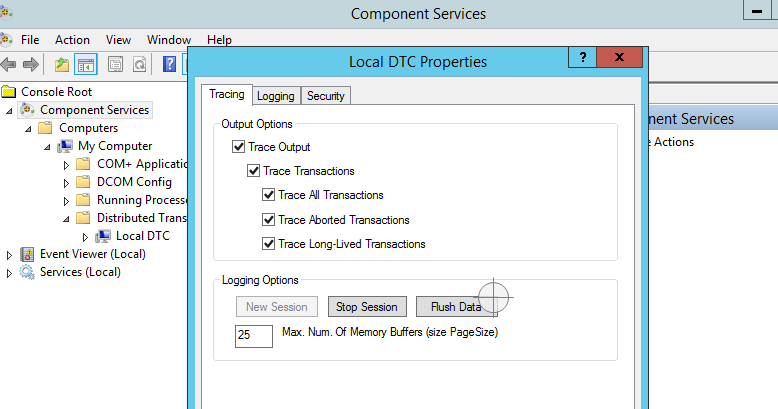 Component Services
File Action View Window Help
Local DTC Properties
?
x
Console Root
Component Services
Computers
My Computer
COM+ Applicatio
DCOM Config
Running Processe
Distributed Trans
Local DTC
Event Viewer (Local)
Services (Local)
Tracing Logging Security
Output Options
Trace Output
Trace Transactions
Trace All Transactions
Trace Aborted Transactions
Trace Long-Lived Transactions
Logging Options
New Session Stop Session Flush Data
25 Max. Num. Of Memory Buffers (size PageSize)
nent Services
e Actions